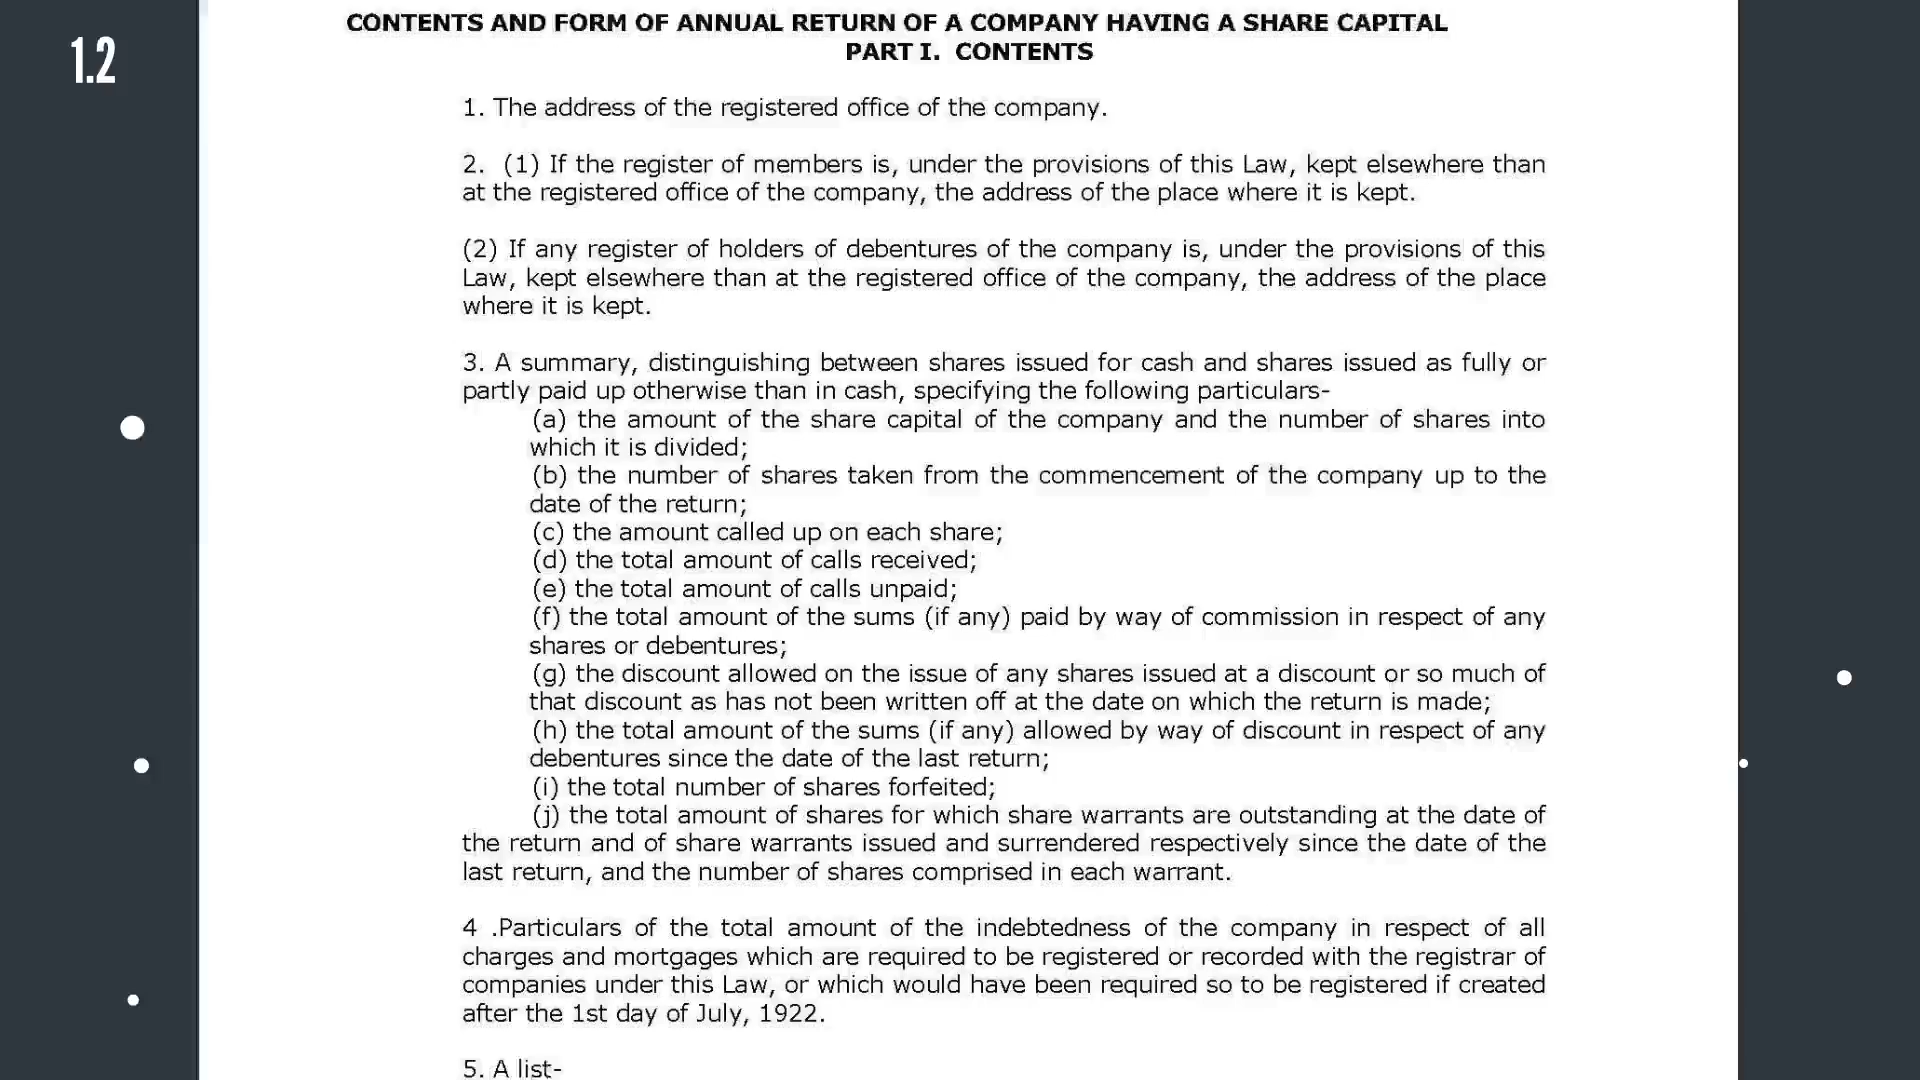 1.2
CONTENTS AND FORM OF ANNUAL RETURN OF A COMPANY HAVING A SHARE CAPITAL
PART I. CONTENTS
1. The address of the registered office of the company.
2. (1) If the register of members is, under the provisions of this Law, kept elsewhere than
at the registered office of the company, the address of the place where it is kept.
(2) If any register of holders of debentures of the company is, under the provisions of this
Law, kept elsewhere than at the registered office of the company, the address of the place
where it is kept.
3. A summary, distinguishing between shares issued for cash and shares issued as fully or
partly paid up otherwise than in cash, specifying the following particulars-
(a) the amount of the share capital of the company and the number of shares into
which it is divided;
(b) the number of shares taken from the commencement of the company up to the
date of the return;
(c) the amount called up on each share;
(d) the total amount of calls received;
(e) the total amount of calls unpaid;
(f) the total amount of the sums (if any) paid by way of commission in respect of any
shares or debentures;
(g) the discount allowed on the issue of any shares issued at a discount or so much of
that discount as has not been written off at the date on which the return is made;
(h) the total amount of the sums (if any) allowed by way of discount in respect of any
debentures since the date of the last return;
(i) the total number of shares forfeited;
(j) the total amount of shares for which share warrants are outstanding at the date of
the return and of share warrants issued and surrendered respectively since the date of the
last return, and the number of shares comprised in each warrant.
4 .Particulars of the total amount of the indebtedness of the company in respect of all
charges and mortgages which are required to be registered or recorded with the registrar of
companies under this Law, or which would have been required so to be registered if created
after the 1st day of July, 1922.
5. A list-